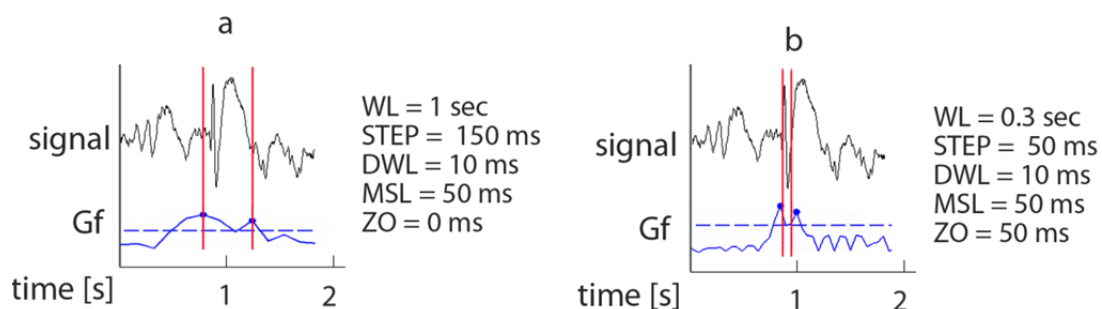 a
signal
Gf
WL = 1 sec
STEP = 150 ms
DWL = 10 ms
MSL = 50 ms
ZO = 0 ms
time [s]
1
2
b
signal
Gf
WL = 0.3 sec
STEP = 50 ms
DWL = 10 ms
MSL = 50 ms
ZO = 50 ms
time [s]
1
2